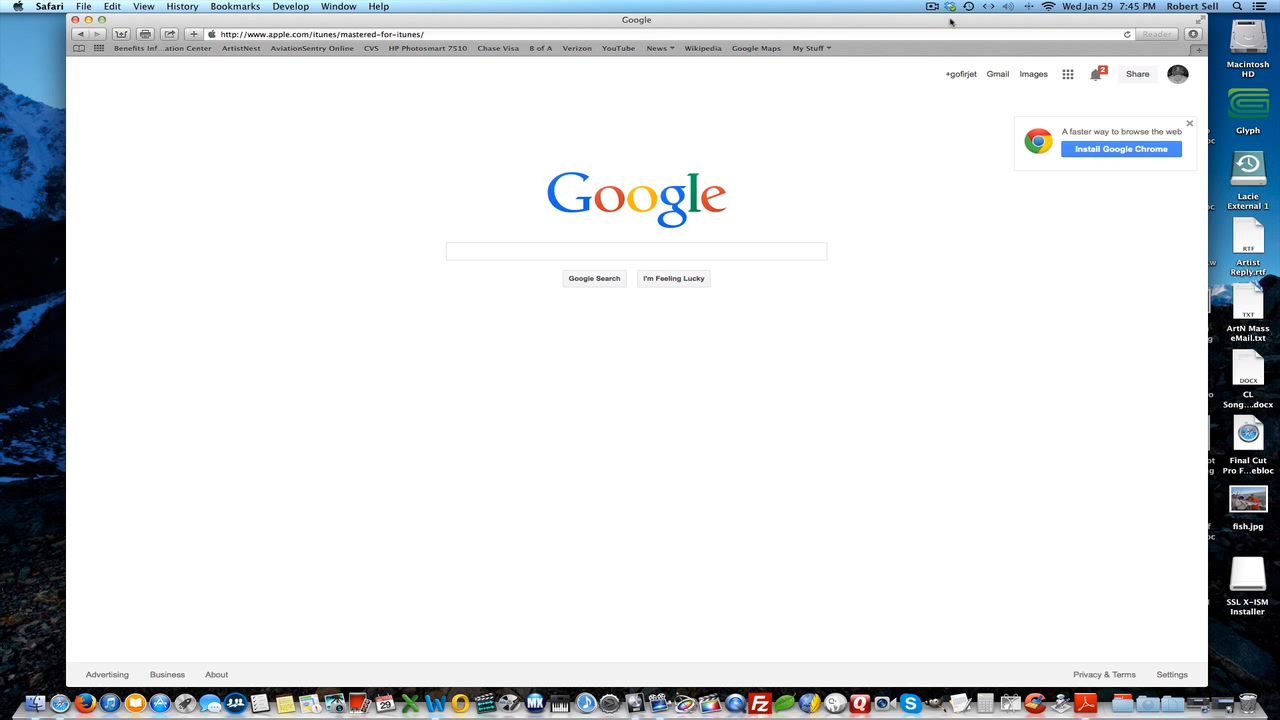 Safari File Edit View History Bookmarks Develop Window Help Wed Jan 29 7:45 PM Robert Sell
Google
http://www.apple.com/itunes/mastered-for-itunes/ Reader
Benefits Inf...ation Center ArtistNest AviationSentry Online CVS HP Photosmart 7510 Chase Visa B of A Verizon YouTube News Wikipedia Google Maps My Stuff
+gofirjet Gmail Images 2 Share
A faster way to browse the web
Install Google Chrome
Google
Google Search I'm Feeling Lucky
Advertising Business About Privacy & Terms Settings
Macintosh
HD
Glyph
Lacie
External 1
RTF
Artist
Reply.rtf
TXT
ArtN Mass
eMail.txt
DOCX
CL
Song....docx
Final Cut
Pro F...ebloc
fish.jpg
SSL X-ISM
Installer